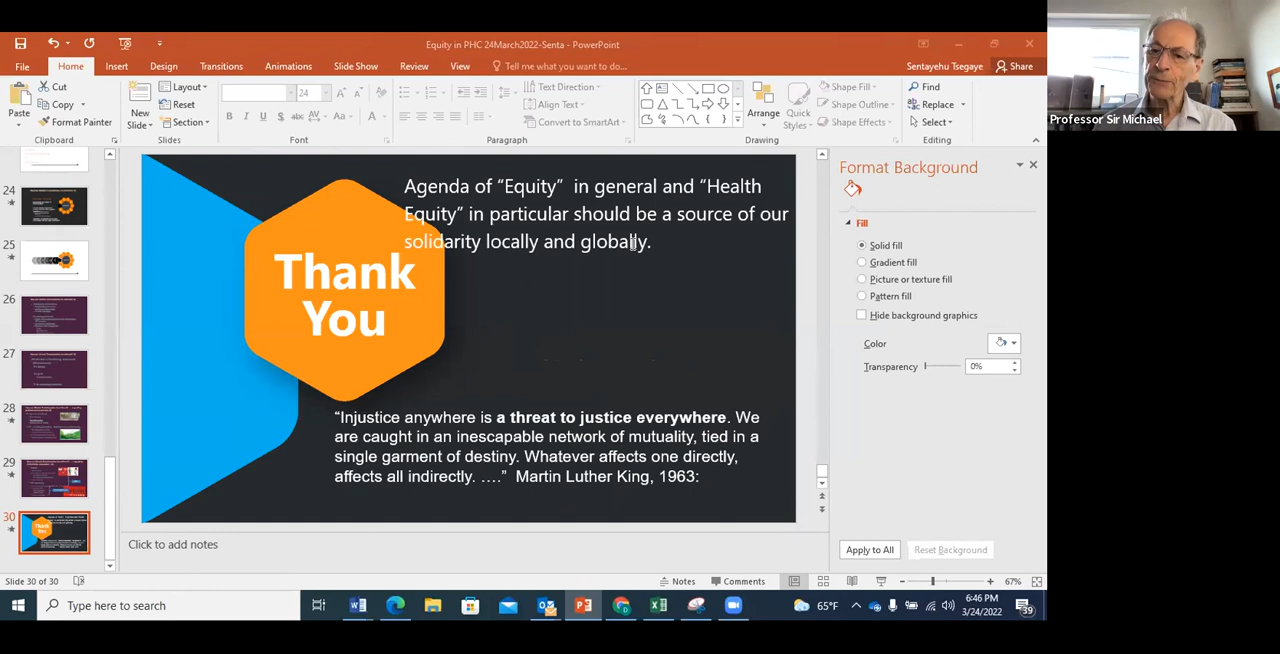 Equity in PHC 24March2022-Senta - PowerPoint
File Home Insert Design Transitions Animations Slide Show Review View Tell me what you want to do... Sentayehu Tsegaye Share
Paste Cut Copy Format Painter Clipboard
New Slide Layout Reset Section Slides
24 B I U S abc AV Aa A Font
Text Direction Align Text Convert to SmartArt Paragraph
Arrange Quick Styles Shape Fill Shape Outline Shape Effects Drawing
Find Replace Select Editing
Professor Sir Michael
24
25
26
27
28
29
30
Agenda of “Equity” in general and “Health
Equity” in particular should be a source of our
solidarity locally and globally.
Thank
You
“Injustice anywhere is a threat to justice everywhere. We
are caught in an inescapable network of mutuality, tied in a
single garment of destiny. Whatever affects one directly,
affects all indirectly. ….” Martin Luther King, 1963:
Format Background
Fill
Solid fill
Gradient fill
Picture or texture fill
Pattern fill
Hide background graphics
Color
Transparency 0%
Apply to All Reset Background
Click to add notes
Slide 30 of 30 Notes Comments 67%
Type here to search 65°F 6:46 PM
3/24/2022 39